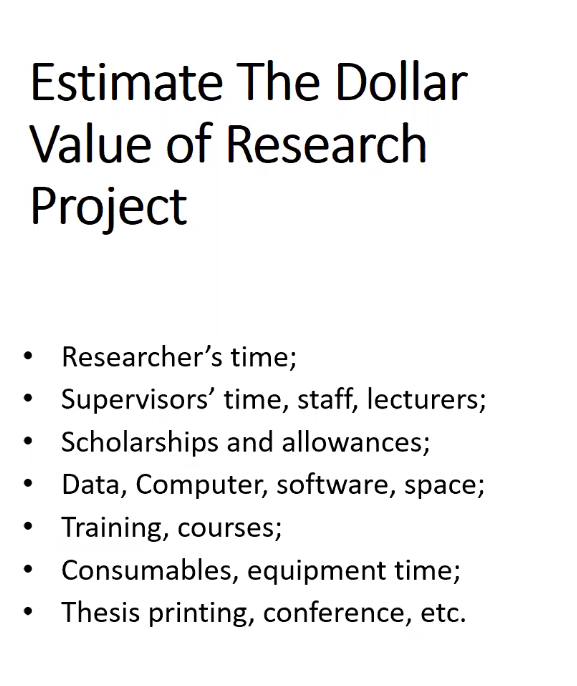 Estimate The Dollar
Value of Research
Project
• Researcher’s time;
• Supervisors’ time, staff, lecturers;
• Scholarships and allowances;
• Data, Computer, software, space;
• Training, courses;
• Consumables, equipment time;
• Thesis printing, conference, etc.